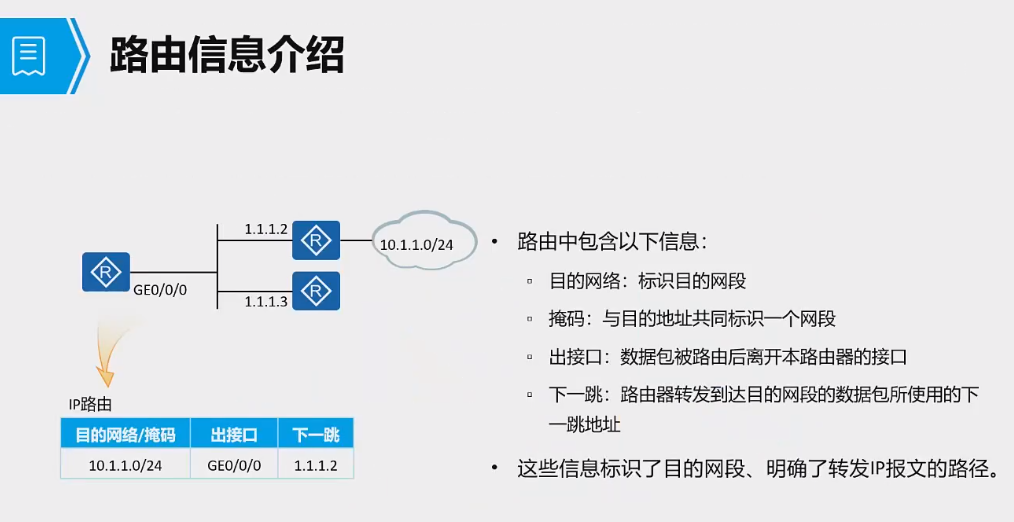 路由信息介绍
1.1.1.2
R
10.1.1.0/24
R
GE0/0/0
R
1.1.1.3
IP路由
目的网络/掩码 出接口 下一跳
10.1.1.0/24 GE0/0/0 1.1.1.2
• 路由中包含以下信息：
▫ 目的网络：标识目的网段
▫ 掩码：与目的地址共同标识一个网段
▫ 出接口：数据包被路由后离开本路由器的接口
▫ 下一跳：路由器转发到达目的网段的数据包所使用的下
一跳地址
• 这些信息标识了目的网段、明确了转发IP报文的路径。